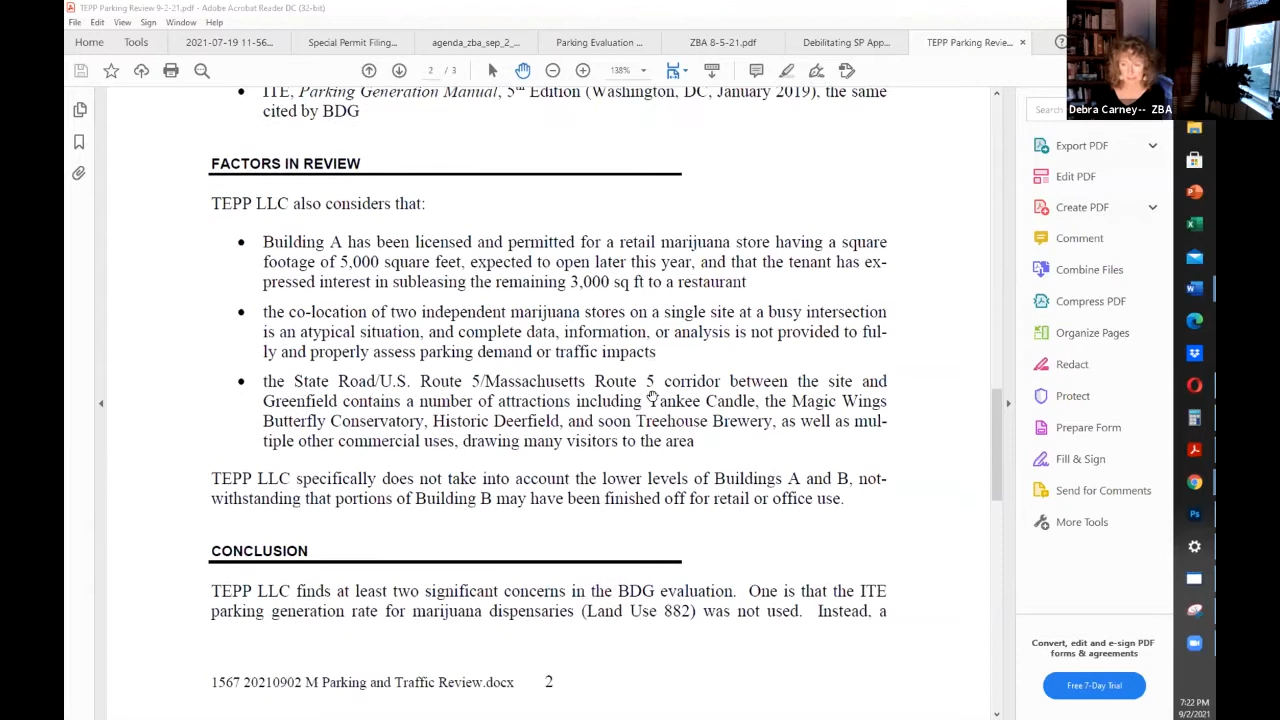 TEPP Parking Review 9-2-21.pdf - Adobe Acrobat Reader DC (32-bit)
File Edit View Sign Window Help
Home Tools 2021-07-19 11-56... Special Permit Filing... agenda_zba_sep_2_... Parking Evaluation ... ZBA 8-5-21.pdf Debilitating SP App... TEPP Parking Revie... ×
2 / 3 138%
Debra Carney-- ZBA
• ITE, Parking Generation Manual, 5th Edition (Washington, DC, January 2019), the same
cited by BDG
FACTORS IN REVIEW
TEPP LLC also considers that:
• Building A has been licensed and permitted for a retail marijuana store having a square
footage of 5,000 square feet, expected to open later this year, and that the tenant has ex-
pressed interest in subleasing the remaining 3,000 sq ft to a restaurant
• the co-location of two independent marijuana stores on a single site at a busy intersection
is an atypical situation, and complete data, information, or analysis is not provided to ful-
ly and properly assess parking demand or traffic impacts
• the State Road/U.S. Route 5/Massachusetts Route 5 corridor between the site and
Greenfield contains a number of attractions including Yankee Candle, the Magic Wings
Butterfly Conservatory, Historic Deerfield, and soon Treehouse Brewery, as well as mul-
tiple other commercial uses, drawing many visitors to the area
TEPP LLC specifically does not take into account the lower levels of Buildings A and B, not-
withstanding that portions of Building B may have been finished off for retail or office use.
CONCLUSION
TEPP LLC finds at least two significant concerns in the BDG evaluation. One is that the ITE
parking generation rate for marijuana dispensaries (Land Use 882) was not used. Instead, a
1567 20210902 M Parking and Traffic Review.docx 2
Search
Export PDF
Edit PDF
Create PDF
Comment
Combine Files
Compress PDF
Organize Pages
Redact
Protect
Prepare Form
Fill & Sign
Send for Comments
More Tools
Convert, edit and e-sign PDF
forms & agreements
Free 7-Day Trial
7:22 PM
9/2/2021